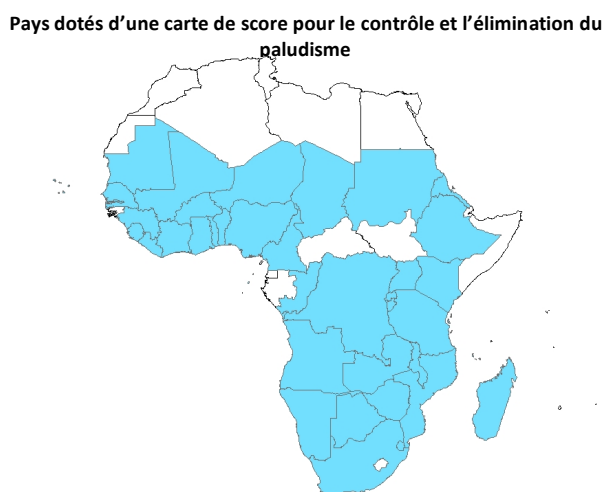 Pays dotés d’une carte de score pour le contrôle et l’élimination du
paludisme